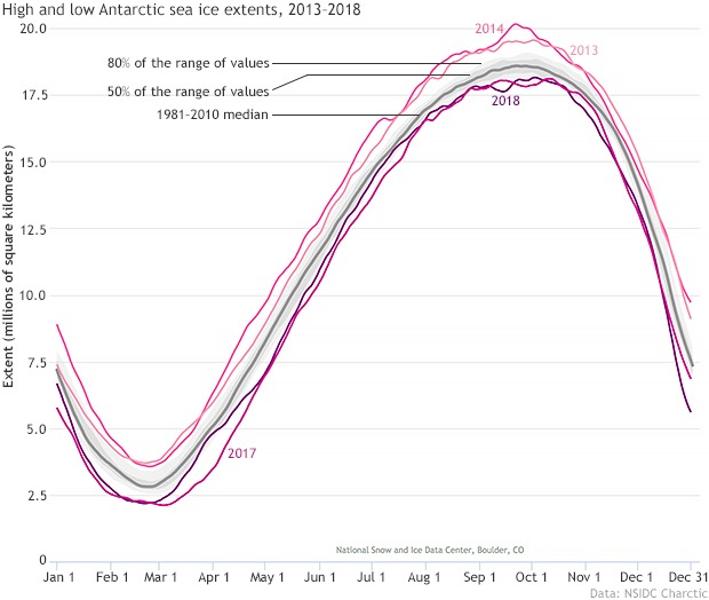 High and low Antarctic sea ice extents, 2013-2018
Extent (millions of square kilometers)
20.0
17.5
15.0
12.5
10.0
7.5
5.0
2.5
0
2014
2013
80% of the range of values
50% of the range of values
1981-2010 median
2018
2017
National Snow and Ice Data Center, Boulder, CO
Jan 1 Feb 1 Mar 1 Apr 1 May 1 Jun 1 Jul 1 Aug 1 Sep 1 Oct 1 Nov 1 Dec 1 Dec 31
Data: NSIDC Charctic